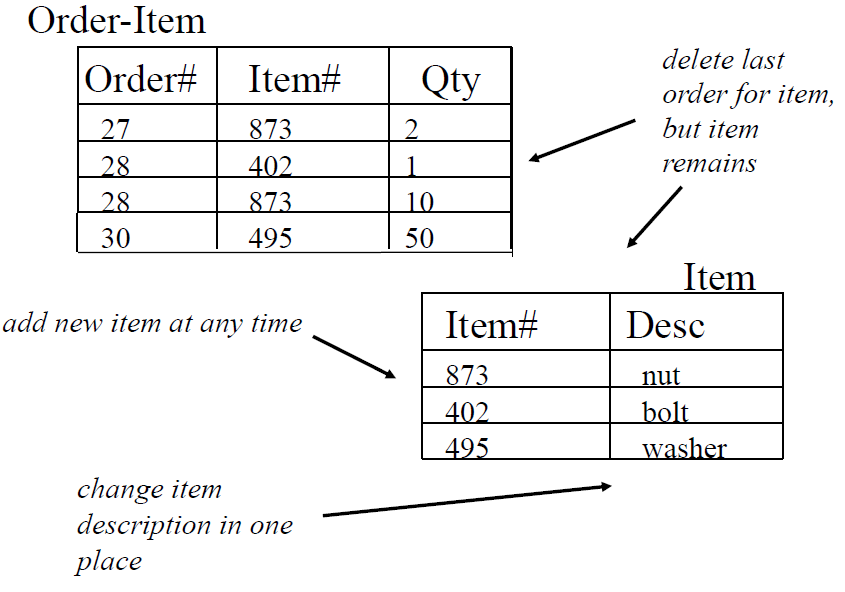 Order-Item
Order# Item# Qty
27 873 2
28 402 1
28 873 10
30 495 50
delete last
order for item,
but item
remains
Item
Item# Desc
873 nut
402 bolt
495 washer
add new item at any time
change item
description in one
place